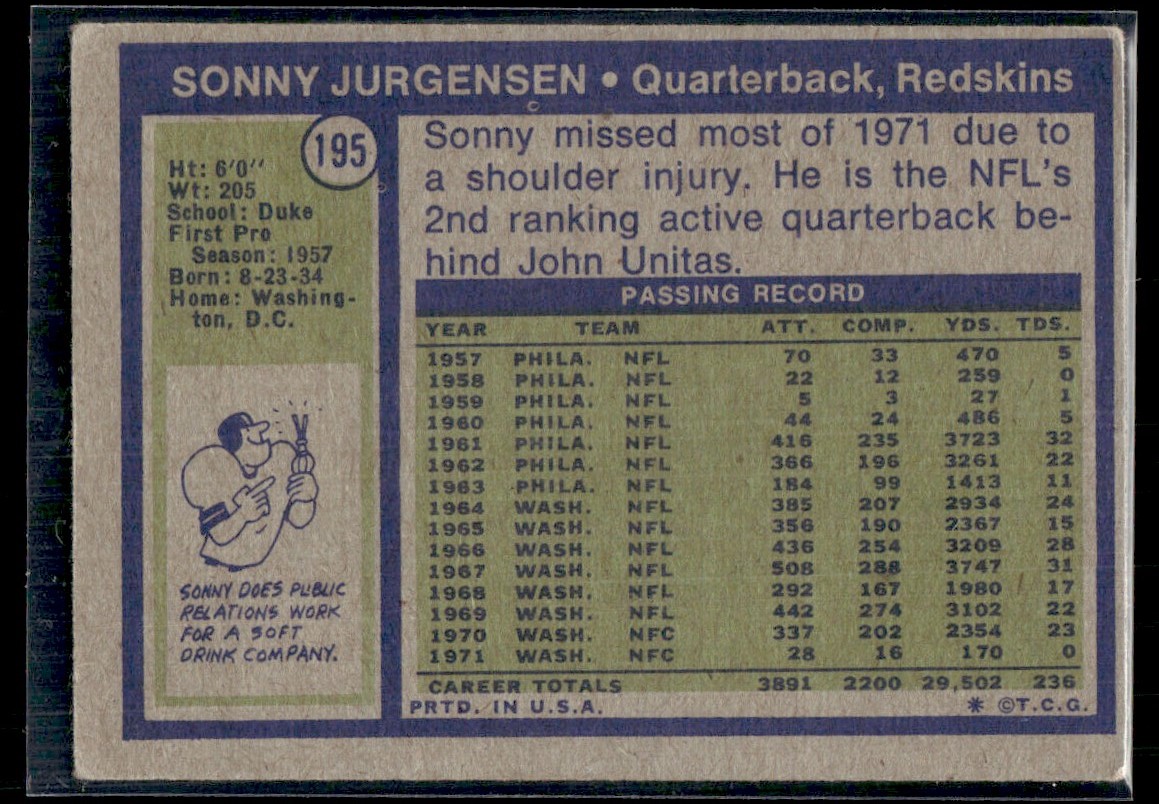 SONNY JURGENSEN • Quarterback, Redskins
195
Ht: 6'0''
Wt: 205
School: Duke
First Pro
Season: 1957
Born: 8-23-34
Home: Washing-
ton, D.C.
SONNY DOES PUBLIC
RELATIONS WORK
FOR A SOFT
DRINK COMPANY.
Sonny missed most of 1971 due to
a shoulder injury. He is the NFL's
2nd ranking active quarterback be-
hind John Unitas.
PASSING RECORD
YEAR TEAM ATT. COMP. YDS. TDS.
1957 PHILA. NFL 70 33 470 5
1958 PHILA. NFL 22 12 259 0
1959 PHILA. NFL 5 3 27 1
1960 PHILA. NFL 44 24 486 5
1961 PHILA. NFL 416 235 3723 32
1962 PHILA. NFL 366 196 3261 22
1963 PHILA. NFL 184 99 1413 11
1964 WASH. NFL 385 207 2934 24
1965 WASH. NFL 356 190 2367 15
1966 WASH. NFL 436 254 3209 28
1967 WASH. NFL 508 288 3747 31
1968 WASH. NFL 292 167 1980 17
1969 WASH. NFL 442 274 3102 22
1970 WASH. NFC 337 202 2354 23
1971 WASH. NFC 28 16 170 0
CAREER TOTALS 3891 2200 29,502 236
PRTD. IN U.S.A. * ©T.C.G.